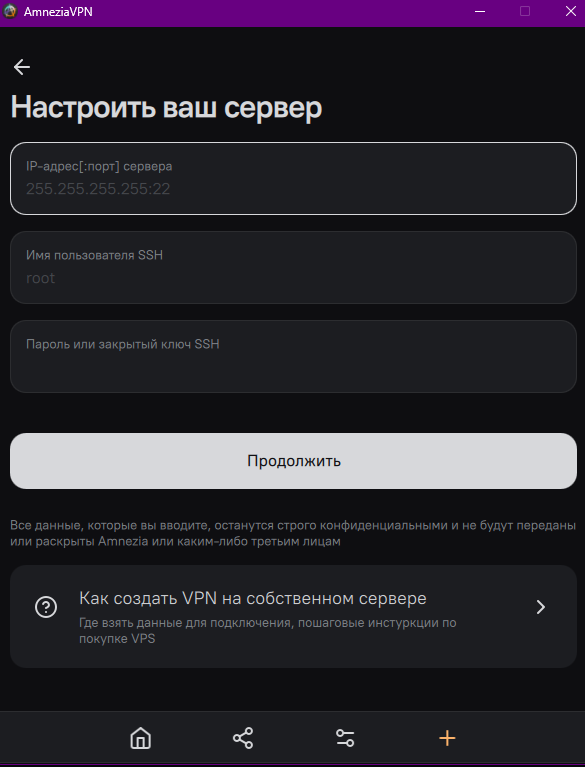 AmneziaVPN
Настроить ваш сервер
IP-адрес[:порт] сервера
255.255.255.255:22
Имя пользователя SSH
root
Пароль или закрытый ключ SSH
Продолжить
Все данные, которые вы вводите, останутся строго конфиденциальными и не будут переданы
или раскрыты Amnezia или каким-либо третьим лицам
Как создать VPN на собственном сервере
Где взять данные для подключения, пошаговые инстуркции по
покупке VPS